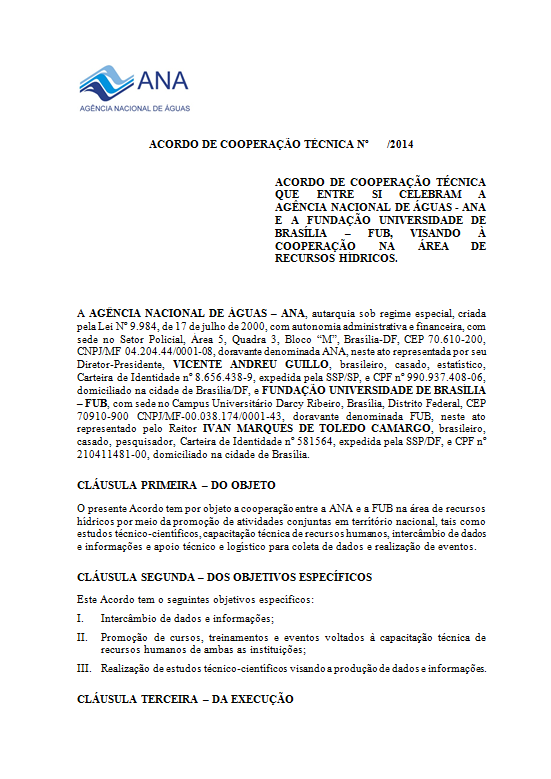 ANA
AGÊNCIA NACIONAL DE ÁGUAS
ACORDO DE COOPERAÇÃO TÉCNICA Nº /2014
ACORDO DE COOPERAÇÃO TÉCNICA
QUE ENTRE SI CELEBRAM A
AGÊNCIA NACIONAL DE ÁGUAS - ANA
E A FUNDAÇÃO UNIVERSIDADE DE
BRASÍLIA – FUB, VISANDO À
COOPERAÇÃO NA ÁREA DE
RECURSOS HÍDRICOS.
A AGÊNCIA NACIONAL DE ÁGUAS – ANA, autarquia sob regime especial, criada
pela Lei Nº 9.984, de 17 de julho de 2000, com autonomia administrativa e financeira, com
sede no Setor Policial, Area 5, Quadra 3, Bloco “M”, Brasília-DF, CEP 70.610-200,
CNPJ/MF 04.204.44/0001-08, doravante denominada ANA, neste ato representada por seu
Diretor-Presidente, VICENTE ANDREU GUILLO, brasileiro, casado, estatístico,
Carteira de Identidade nº 8.656.438-9, expedida pela SSP/SP, e CPF nº 990.937.408-06,
domiciliado na cidade de Brasília/DF, e FUNDAÇÃO UNIVERSIDADE DE BRASÍLIA
– FUB, com sede no Campus Universitário Darcy Ribeiro, Brasília, Distrito Federal, CEP
70910-900 CNPJ/MF-00.038.174/0001-43, doravante denominada FUB, neste ato
representado pelo Reitor IVAN MARQUES DE TOLEDO CAMARGO, brasileiro,
casado, pesquisador, Carteira de Identidade nº 581564, expedida pela SSP/DF, e CPF nº
210411481-00, domiciliado na cidade de Brasília.
CLÁUSULA PRIMEIRA – DO OBJETO
O presente Acordo tem por objeto a cooperação entre a ANA e a FUB na área de recursos
hídricos por meio da promoção de atividades conjuntas em território nacional, tais como
estudos técnico-científicos, capacitação técnica de recursos humanos, intercâmbio de dados
e informações e apoio técnico e logístico para coleta de dados e realização de eventos.
CLÁUSULA SEGUNDA – DOS OBJETIVOS ESPECÍFICOS
Este Acordo tem o seguintes objetivos específicos:
I. Intercâmbio de dados e informações;
II. Promoção de cursos, treinamentos e eventos voltados à capacitação técnica de
recursos humanos de ambas as instituições;
III. Realização de estudos técnico-científicos visando a produção de dados e informações.
CLÁUSULA TERCEIRA – DA EXECUÇÃO